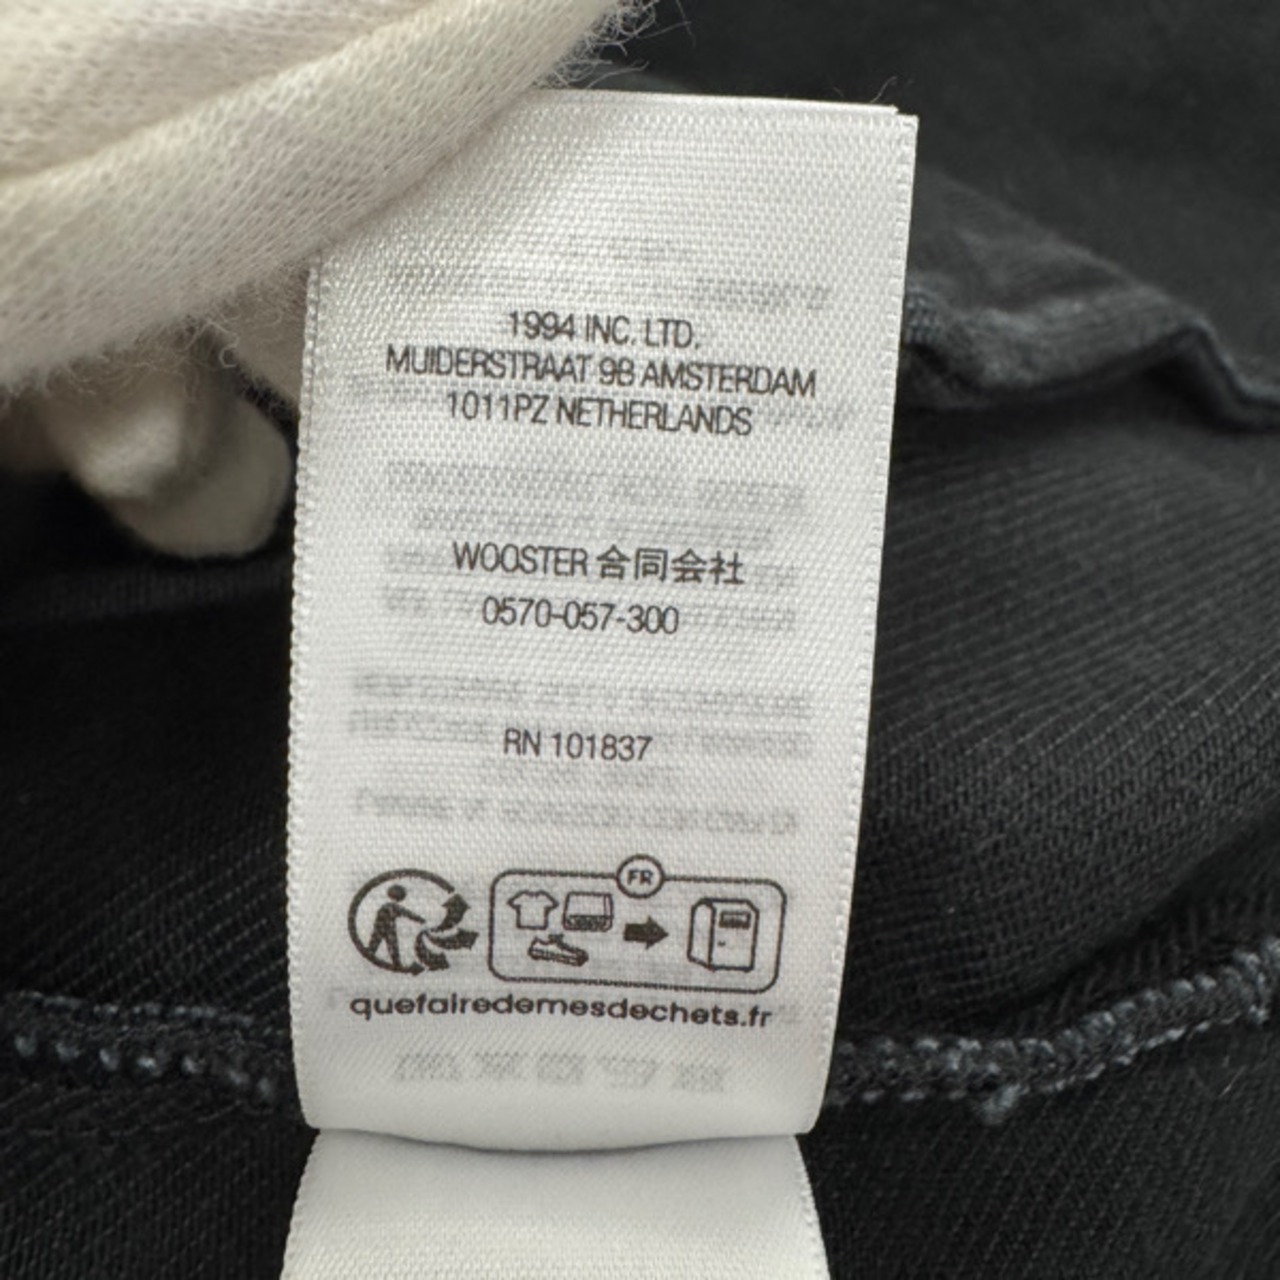 1994 INC. LTD.
MUIDERSTRAAT 9B AMSTERDAM
1011PZ NETHERLANDS
WOOSTER 合同会社
0570-057-300
RN 101837
FR
quefairedemesdechets.fr